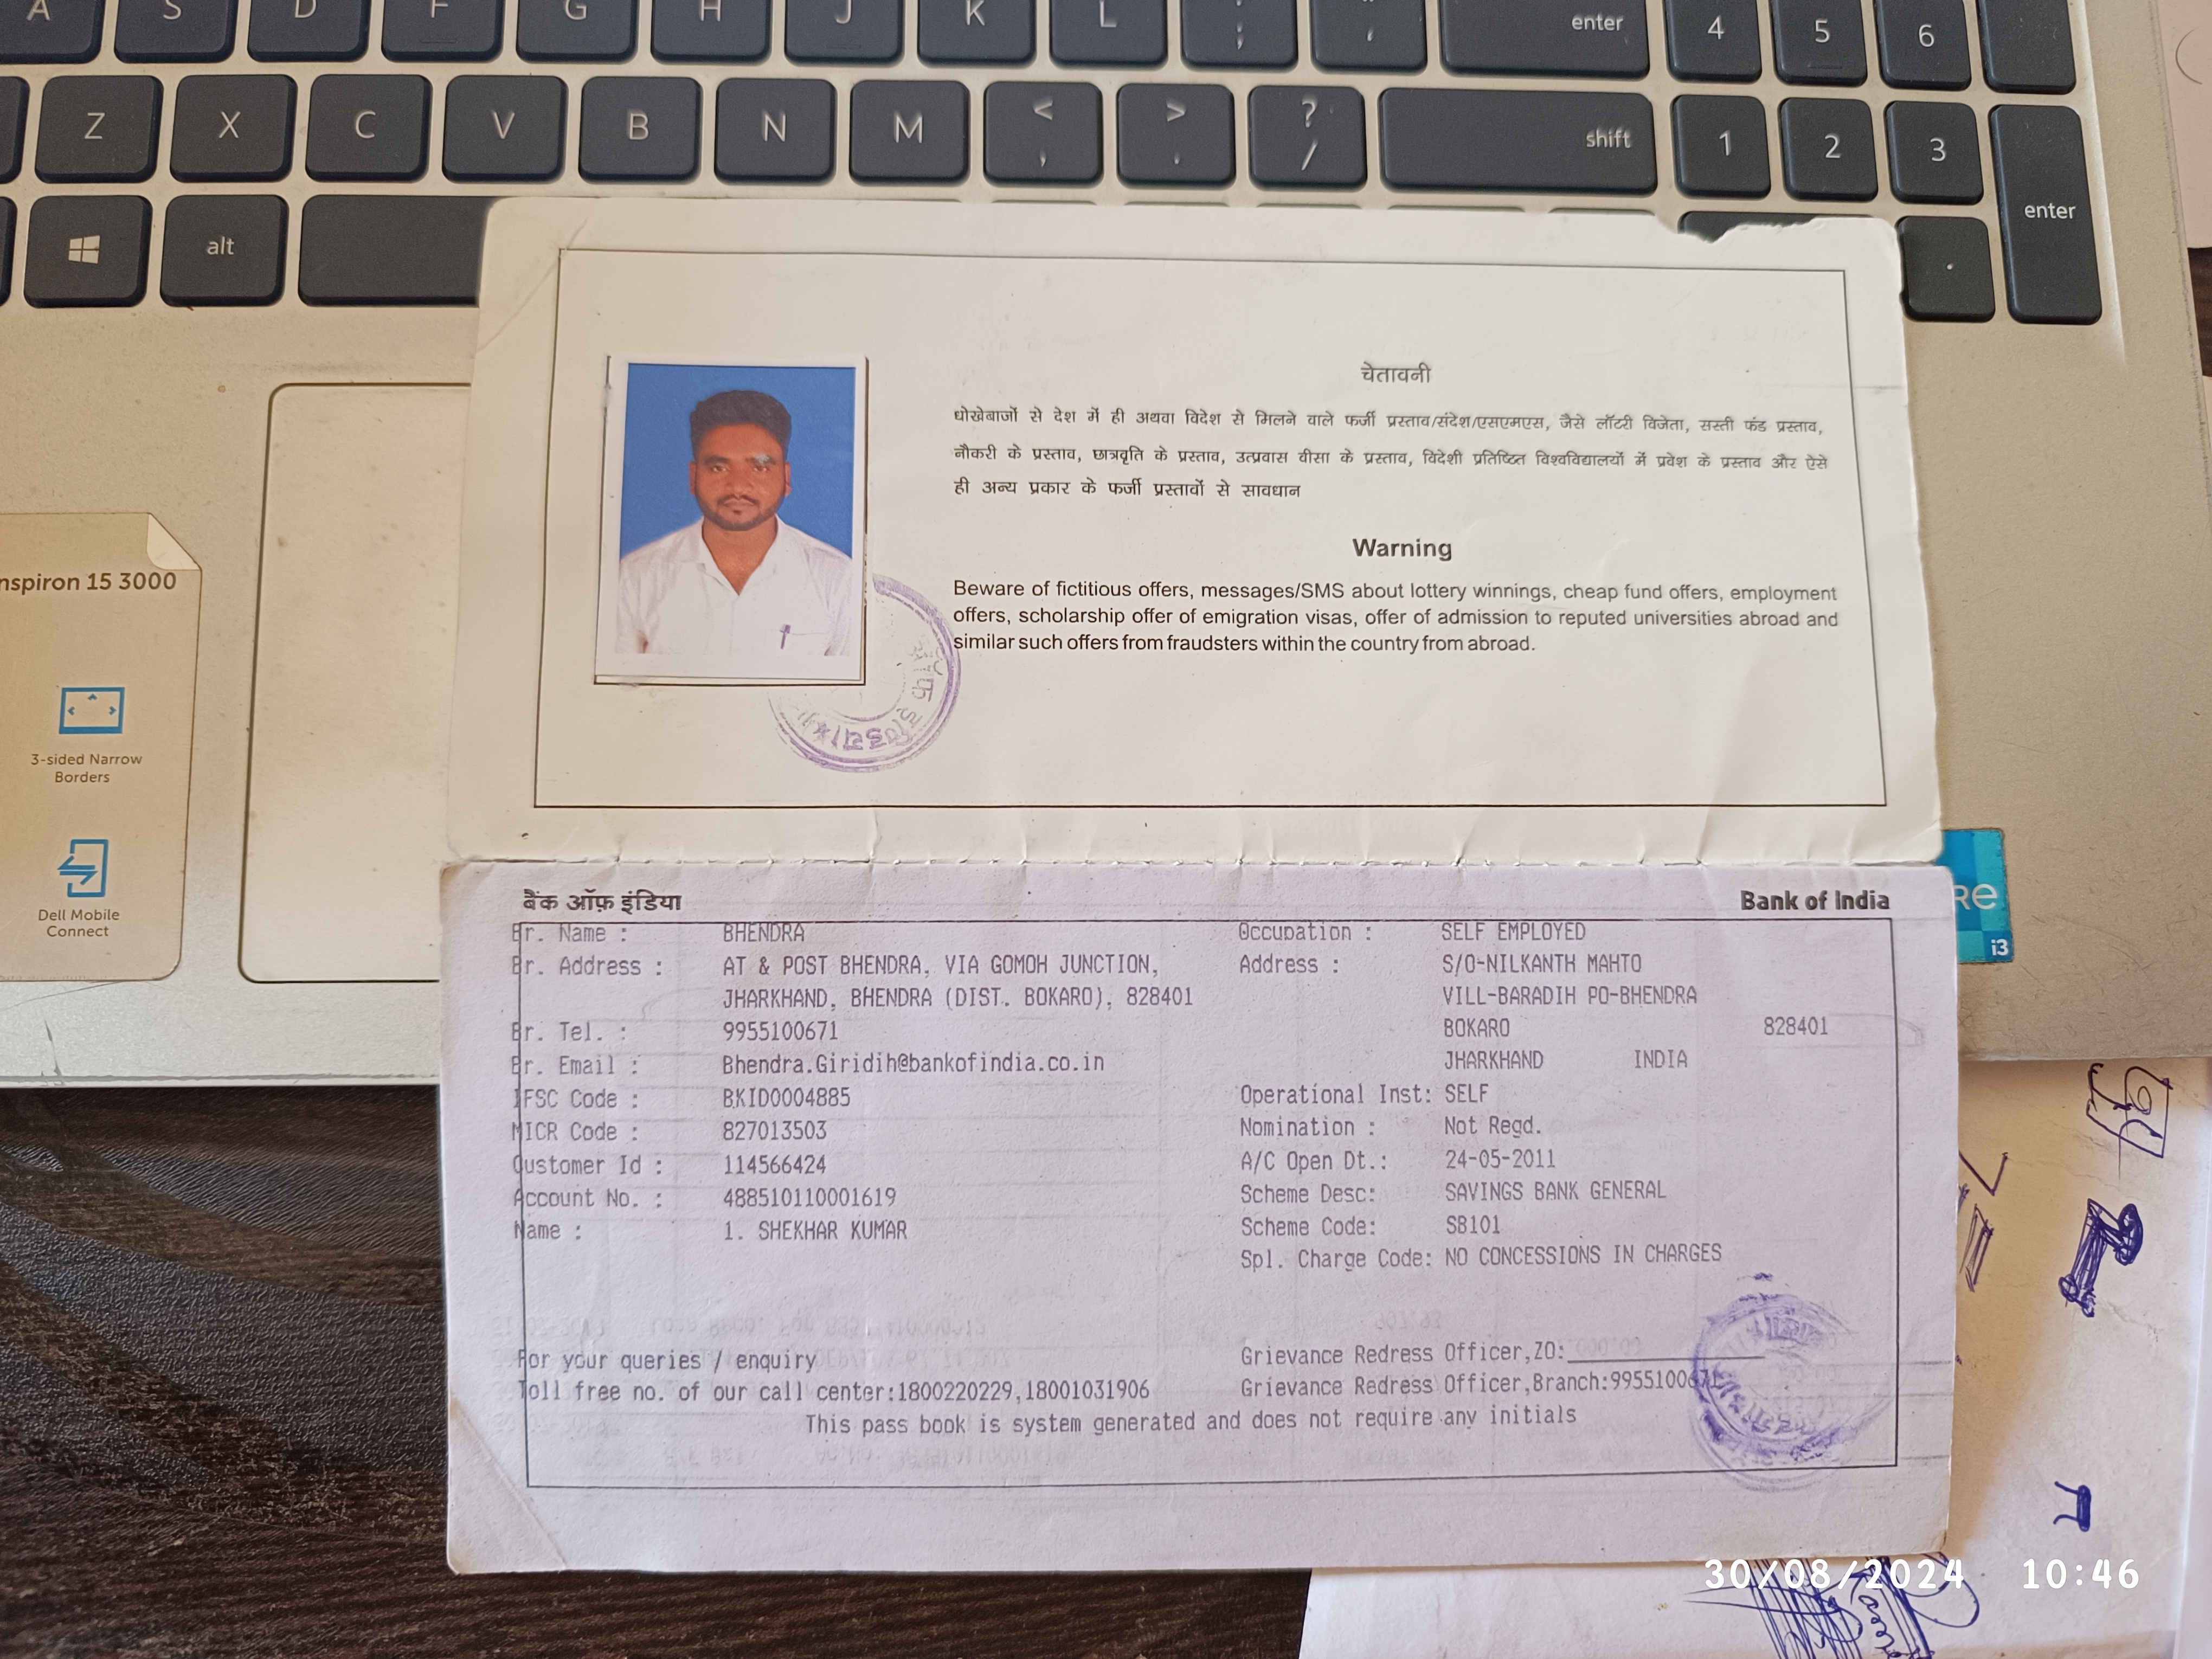 A S D F G H J K L : ; " ' enter 4 5 6
Z X C V B N M < , > . ? / shift 1 2 3
alt . enter
nspiron 15 3000
3-sided Narrow
Borders
Dell Mobile
Connect
चेतावनी
धोखेबाजों से देश में ही अथवा विदेश से मिलने वाले फर्जी प्रस्ताव/संदेश/एसएमएस, जैसे लॉटरी विजेता, सस्ती फंड प्रस्ताव,
नौकरी के प्रस्ताव, छात्रवृति के प्रस्ताव, उत्प्रवास वीसा के प्रस्ताव, विदेशी प्रतिष्ठित विश्वविद्यालयों में प्रवेश के प्रस्ताव और ऐसे
ही अन्य प्रकार के फर्जी प्रस्तावों से सावधान
Warning
Beware of fictitious offers, messages/SMS about lottery winnings, cheap fund offers, employment
offers, scholarship offer of emigration visas, offer of admission to reputed universities abroad and
similar such offers from fraudsters within the country from abroad.
बैंक ऑफ़ इंडिया Bank of India
Br. Name : BHENDRA Occupation : SELF EMPLOYED
Br. Address : AT & POST BHENDRA, VIA GOMOH JUNCTION, Address : S/O-NILKANTH MAHTO
JHARKHAND, BHENDRA (DIST. BOKARO), 828401 VILL-BARADIH PO-BHENDRA
Br. Tel. : 9955100671 BOKARO 828401
Br. Email : Bhendra.Giridih@bankofindia.co.in JHARKHAND INDIA
IFSC Code : BKID0004885 Operational Inst: SELF
MICR Code : 827013503 Nomination : Not Regd.
Customer Id : 114566424 A/C Open Dt.: 24-05-2011
Account No. : 488510110001619 Scheme Desc: SAVINGS BANK GENERAL
Name : 1. SHEKHAR KUMAR Scheme Code: SB101
Spl. Charge Code: NO CONCESSIONS IN CHARGES
For your queries / enquiry Grievance Redress Officer,ZO:
Toll free no. of our call center:1800220229,18001031906 Grievance Redress Officer,Branch:9955100671
This pass book is system generated and does not require any initials
RE
i3
30/08/2024 10:46